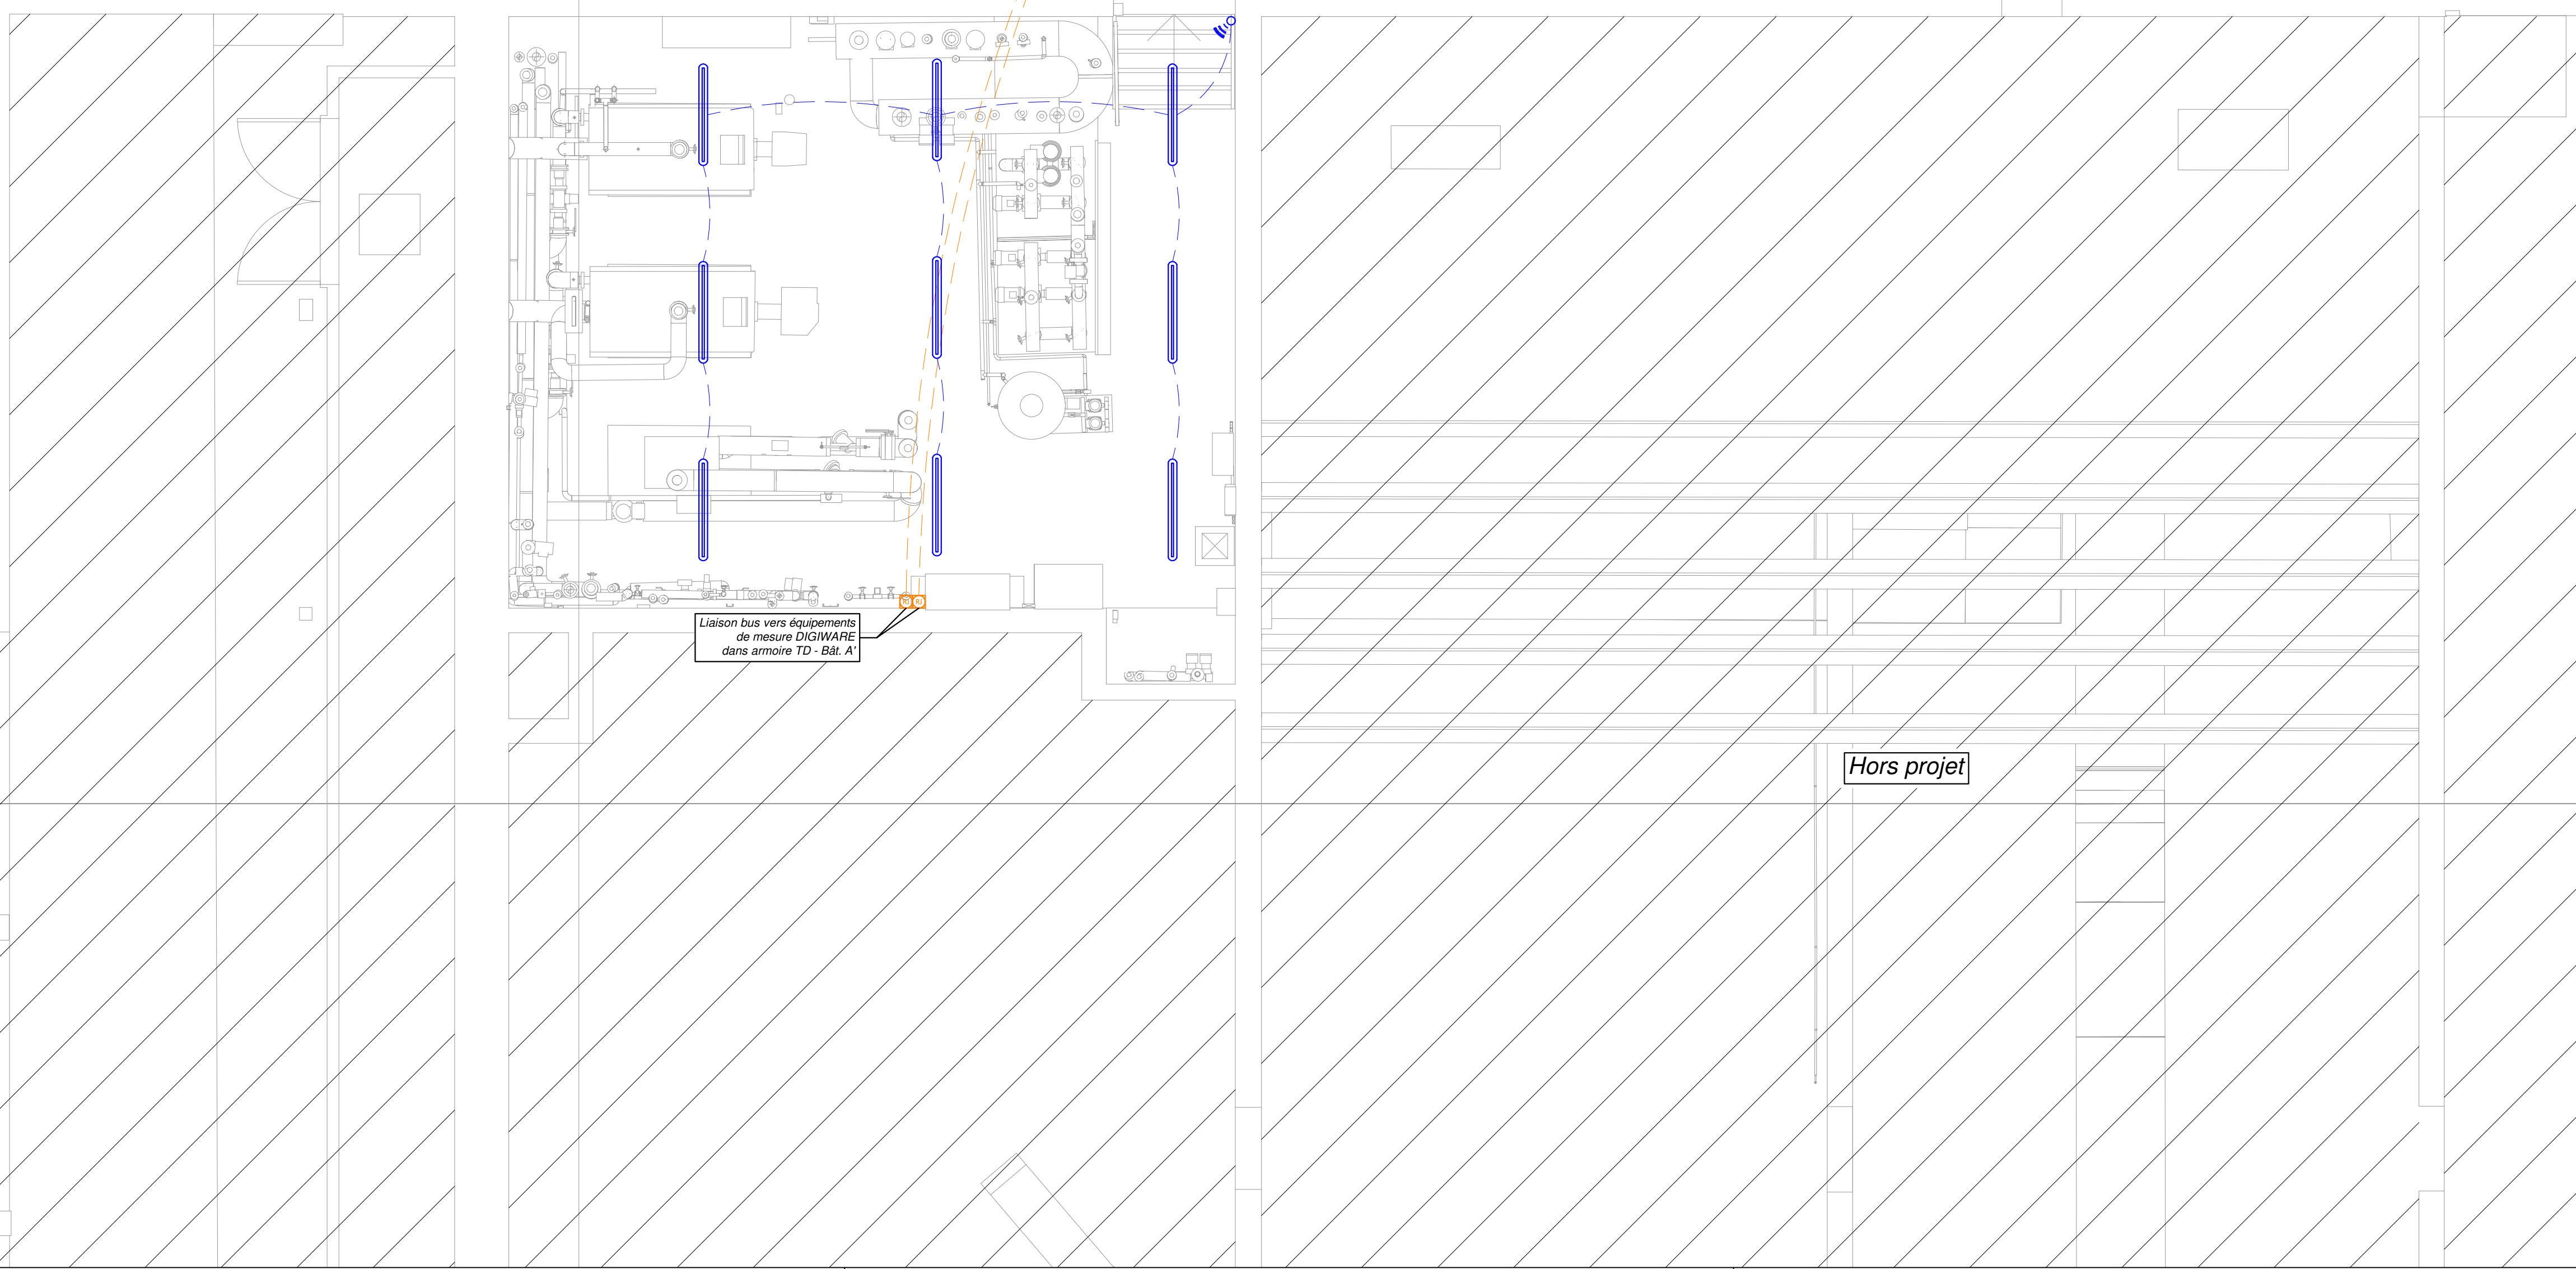 Liaison bus vers équipements
de mesure DIGIWARE
dans armoire TD - Bât. A'
Hors projet